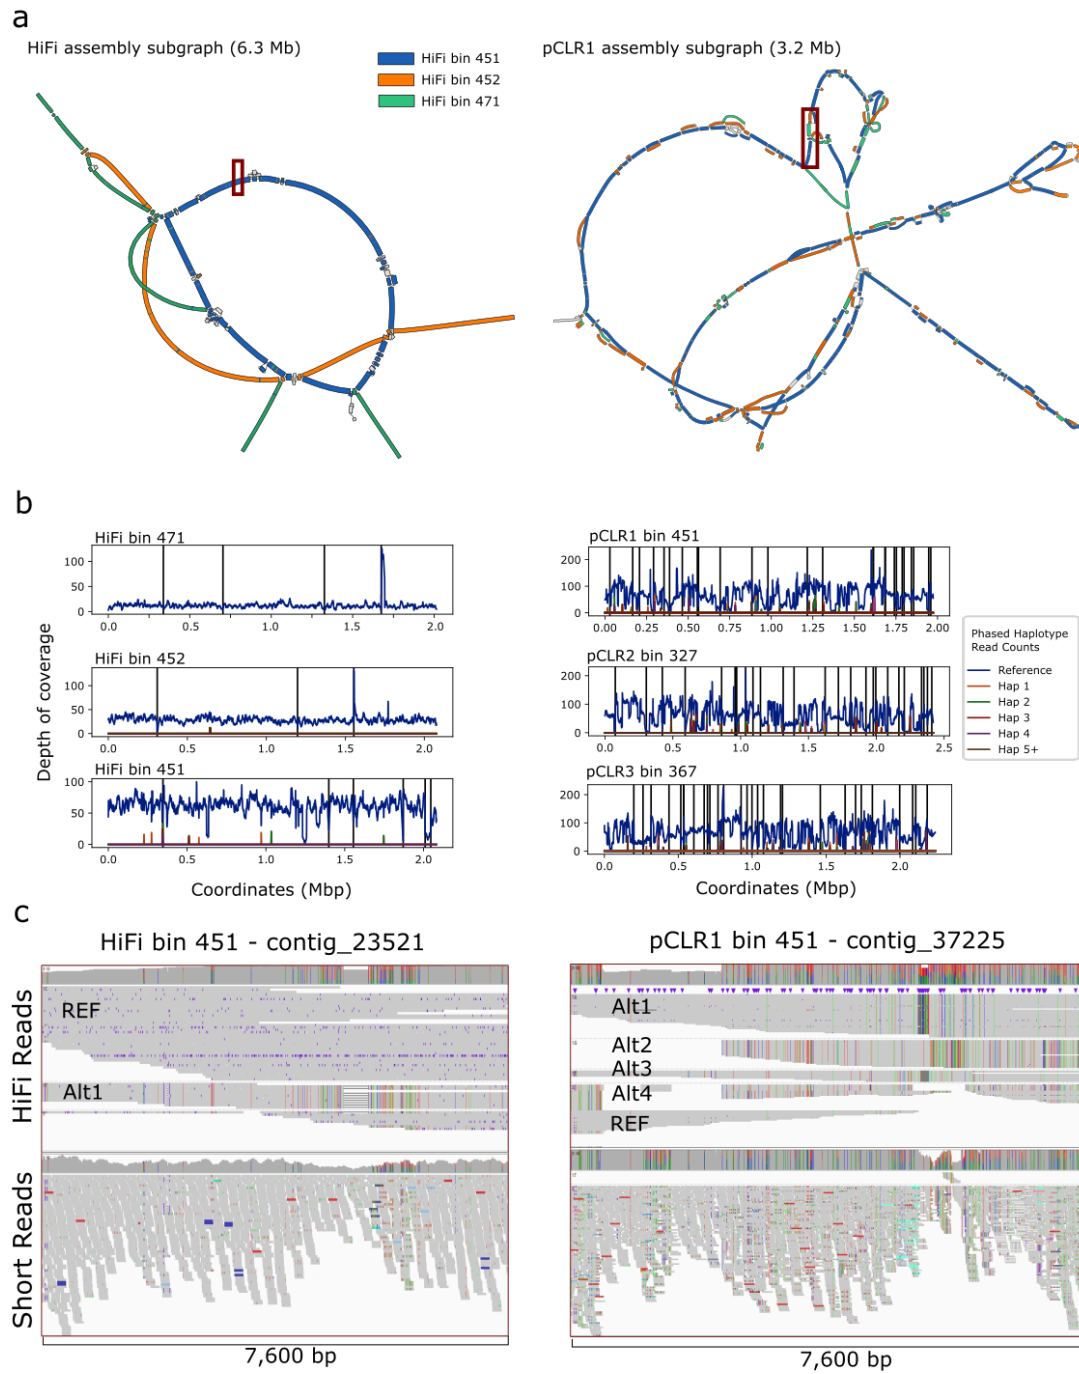 a
HiFi assembly subgraph (6.3 Mb)
HiFi bin 451
HiFi bin 452
HiFi bin 471
pCLR1 assembly subgraph (3.2 Mb)
b
Depth of coverage
HiFi bin 471
100
50
0
0.0 0.5 1.0 1.5 2.0
HiFi bin 452
100
50
0
0.0 0.5 1.0 1.5 2.0
HiFi bin 451
100
50
0
0.0 0.5 1.0 1.5 2.0
Coordinates (Mbp)
pCLR1 bin 451
200
100
0
0.00 0.25 0.50 0.75 1.00 1.25 1.50 1.75 2.00
pCLR2 bin 327
200
100
0
0.0 0.5 1.0 1.5 2.0 2.5
pCLR3 bin 367
200
100
0
0.0 0.5 1.0 1.5 2.0
Coordinates (Mbp)
Phased Haplotype
Read Counts
Reference
Hap 1
Hap 2
Hap 3
Hap 4
Hap 5+
c
HiFi bin 451 - contig_23521
HiFi Reads
REF
Alt1
Short Reads
7,600 bp
pCLR1 bin 451 - contig_37225
Alt1
Alt2
Alt3
Alt4
REF
7,600 bp